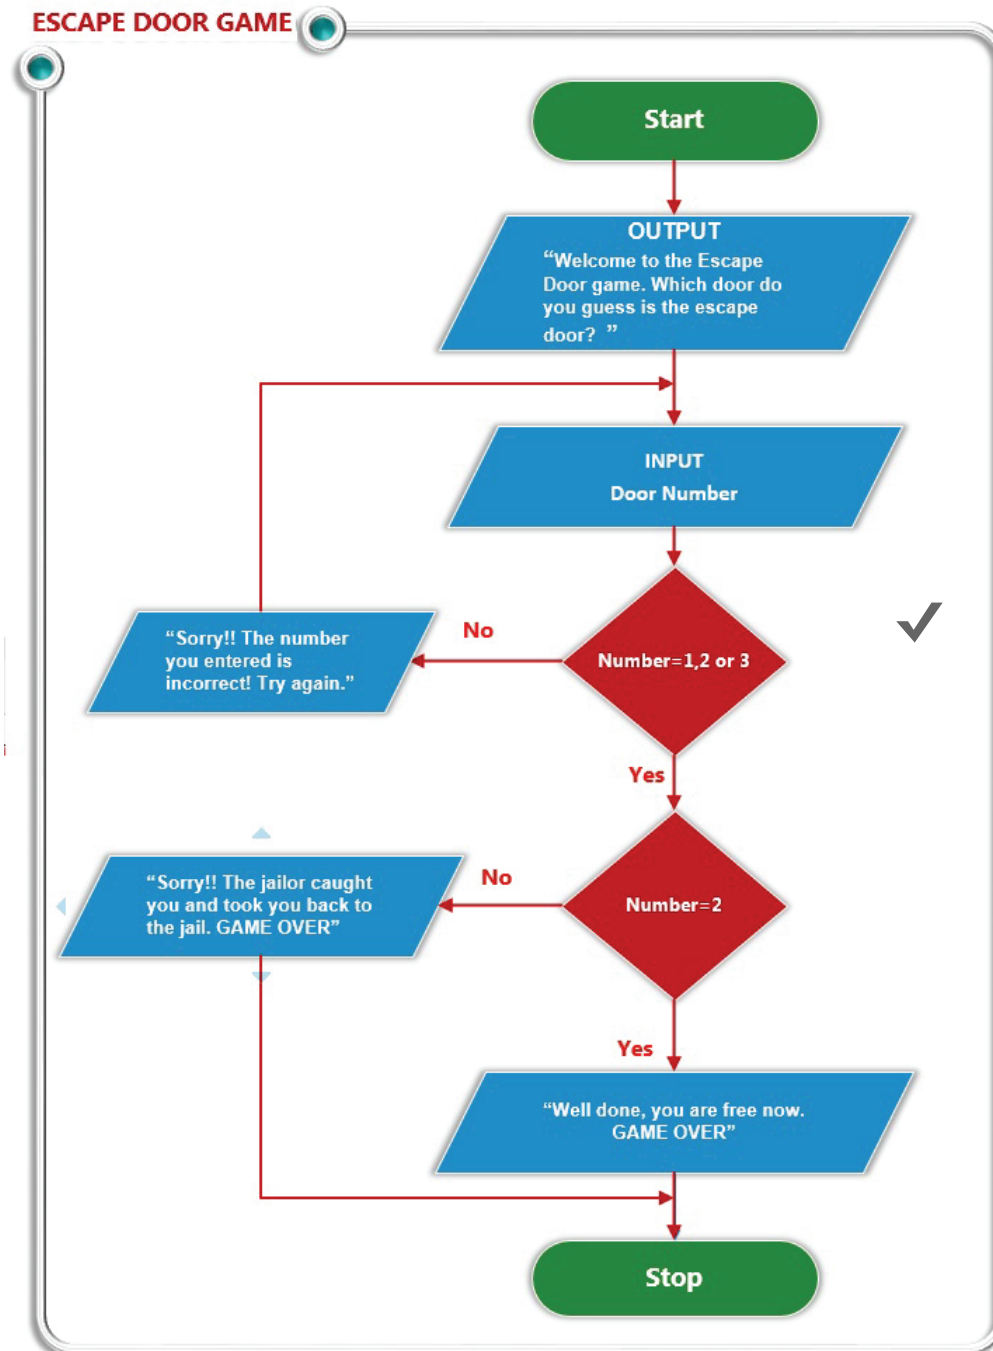 ESCAPE DOOR GAME
Start
OUTPUT
“Welcome to the Escape
Door game. Which door do
you guess is the escape
door? ”
INPUT
Door Number
Number=1,2 or 3
No
“Sorry!! The number
you entered is
incorrect! Try again.”
Yes
Number=2
No
“Sorry!! The jailor caught
you and took you back to
the jail. GAME OVER”
Yes
“Well done, you are free now.
GAME OVER”
Stop